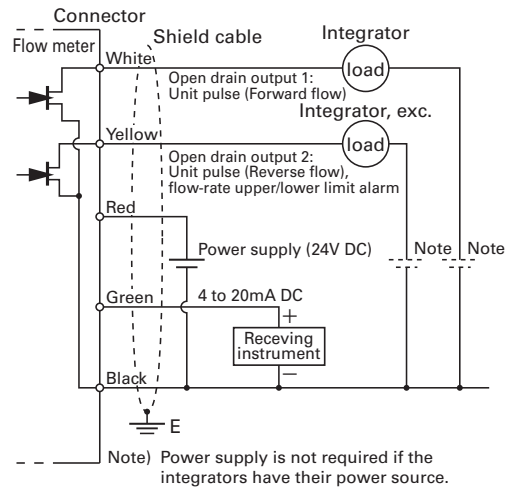 Connector
Flow meter
Shield cable
Integrator
White
load
Open drain output 1:
Unit pulse (Forward flow)
Integrator, exc.
Yellow
load
Open drain output 2:
Unit pulse (Reverse flow),
flow-rate upper/lower limit alarm
Red
Power supply (24V DC)
Note
Note
Green
4 to 20mA DC
+
Receving
instrument
−
Black
E
Note) Power supply is not required if the
integrators have their power source.